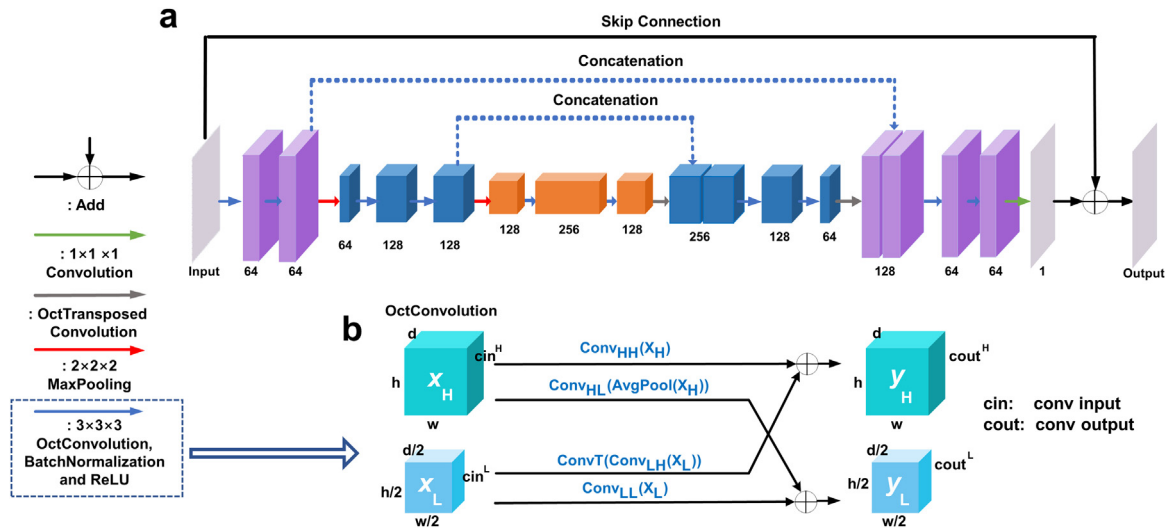 a
Skip Connection
Concatenation
Concatenation
: Add
: 1×1 ×1
Convolution
: OctTransposed
Convolution
: 2×2×2
MaxPooling
: 3×3×3
OctConvolution,
BatchNormalization
and ReLU
Input
64
64
64
128
128
128
256
128
256
128
64
128
64
64
1
Output
b
OctConvolution
d
cin^H
h
x_H
w
Conv_HH(X_H)
Conv_HL(AvgPool(X_H))
d
cout^H
h
y_H
w
d/2
cin^L
h/2
x_L
w/2
ConvT(Conv_LH(X_L))
Conv_LL(X_L)
d/2
cout^L
h/2
y_L
w/2
cin: conv input
cout: conv output